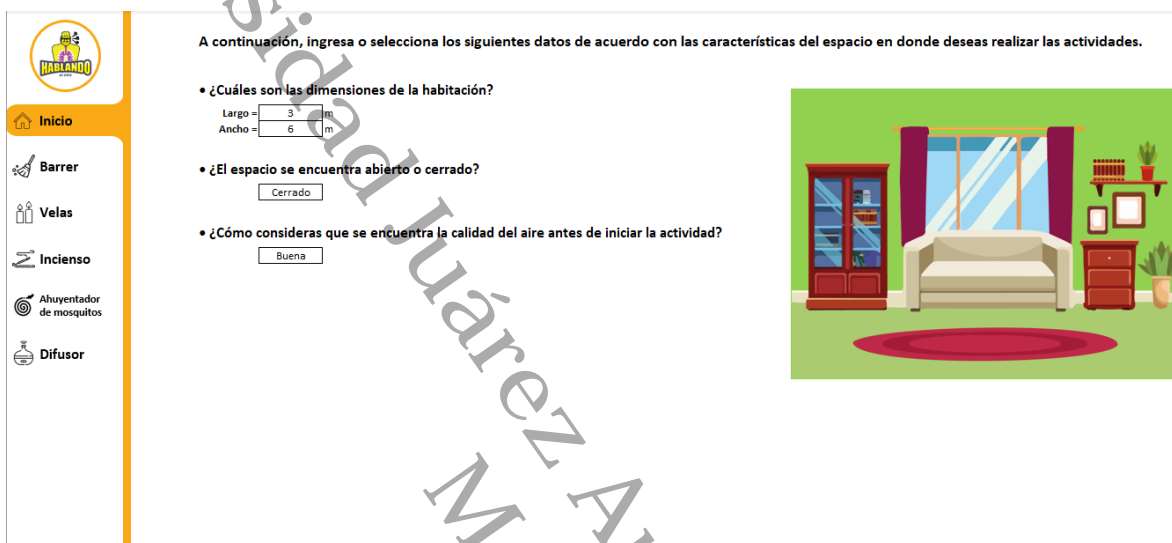 HABLANDO
Inicio
Barrer
Velas
Incienso
Ahuyentador
de mosquitos
Difusor
A continuación, ingresa o selecciona los siguientes datos de acuerdo con las características del espacio en donde deseas realizar las actividades.
• ¿Cuáles son las dimensiones de la habitación?
Largo = 3 m
Ancho = 6 m
• ¿El espacio se encuentra abierto o cerrado?
Cerrado
• ¿Cómo consideras que se encuentra la calidad del aire antes de iniciar la actividad?
Buena
sidad Juárez Au
M